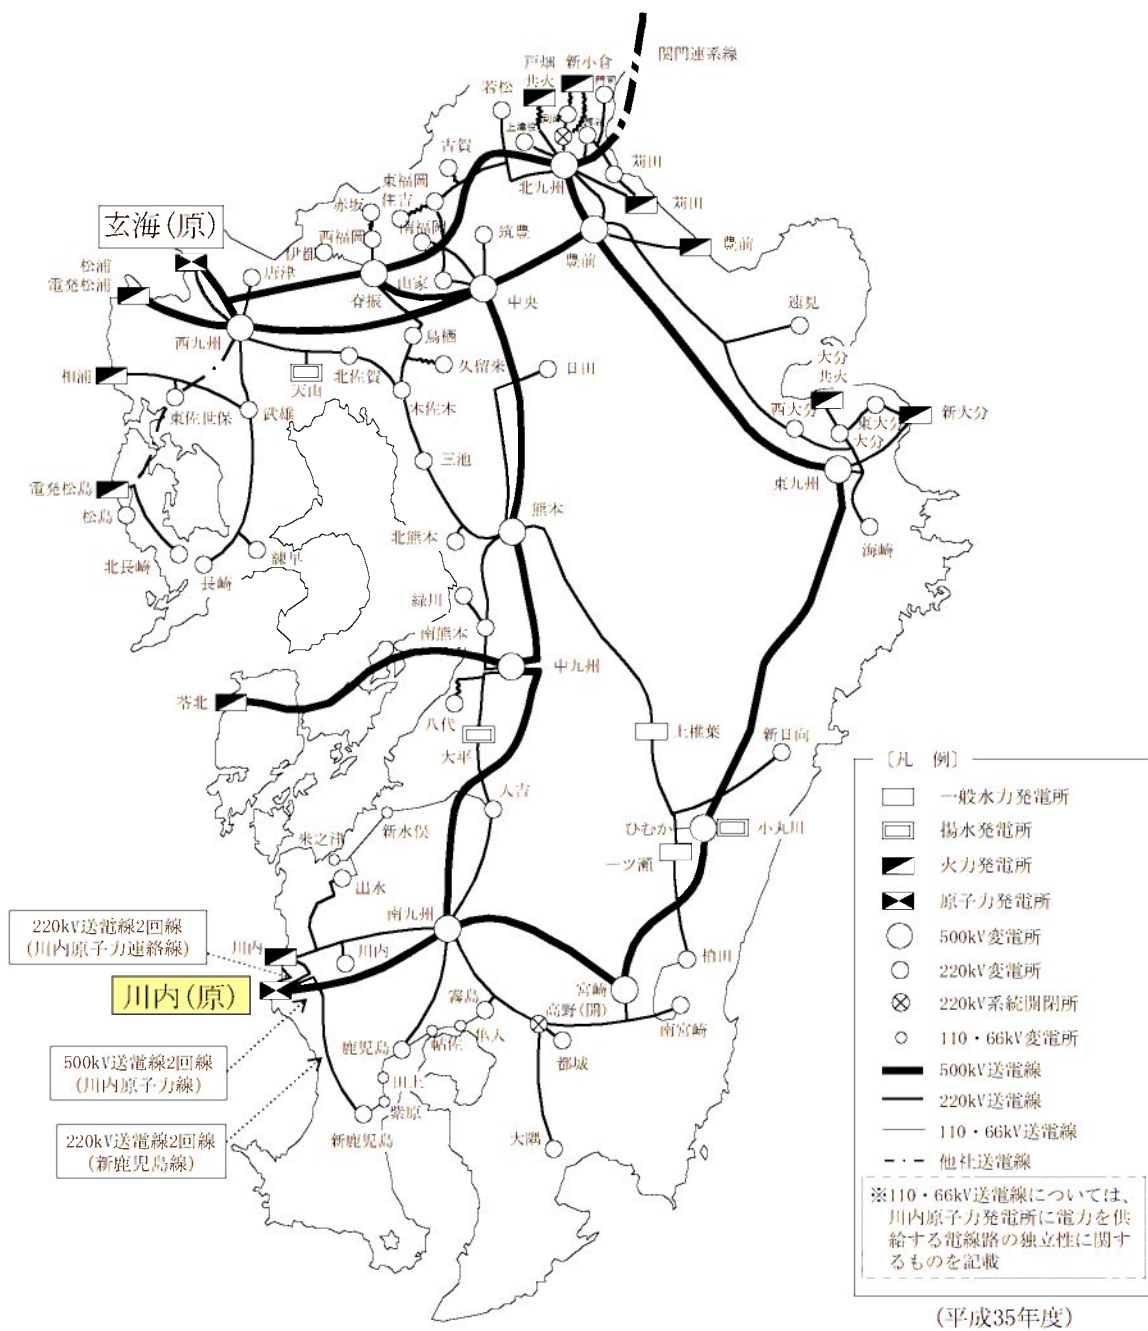 関門連系線
戸畑
共火
新小倉
若松
古賀
北九州
苅田
苅田
東福岡
住吉
赤坂
南福岡
西福岡
伊都
筑豊
豊前
豊前
玄海(原)
松浦
電発松浦
唐津
脊振
山家
中央
速見
西九州
鳥栖
久留米
日田
相浦
天山
北佐賀
木佐木
大分
共火
西大分
東大分
大分
新大分
東佐世保
武雄
三池
東九州
電発松島
松島
北長崎
長崎
諫早
北熊本
熊本
海崎
緑川
南熊本
中九州
苓北
八代
大平
上椎葉
新日向
人吉
新水俣
米之津
出水
ひむか
小丸川
一ツ瀬
南九州
220kV送電線2回線
(川内原子力連絡線)
川内
川内
川内(原)
柏田
宮崎
高野(開)
霧島
隼人
帖佐
鹿児島
都城
南宮崎
500kV送電線2回線
(川内原子力線)
田上
紫原
新鹿児島
大隅
220kV送電線2回線
(新鹿児島線)
〔凡 例〕
一般水力発電所
揚水発電所
火力発電所
原子力発電所
500kV変電所
220kV変電所
220kV系統開閉所
110・66kV変電所
500kV送電線
220kV送電線
110・66kV送電線
他社送電線
※110・66kV送電線については、
川内原子力発電所に電力を供
給する電線路の独立性に関す
るものを記載
(平成35年度)